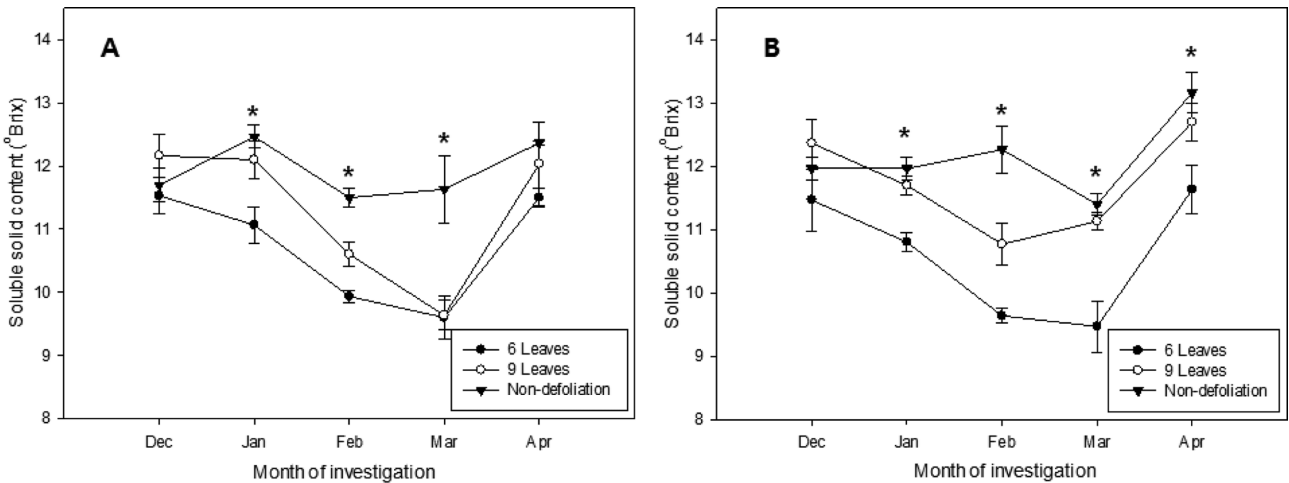 A
Soluble solid content (°Brix)
14
13
12
11
10
9
8
*
*
*
6 Leaves
9 Leaves
Non-defoliation
Dec
Jan
Feb
Mar
Apr
Month of investigation
B
Soluble solid content (°Brix)
14
13
12
11
10
9
8
*
*
*
*
6 Leaves
9 Leaves
Non-defoliation
Dec
Jan
Feb
Mar
Apr
Month of investigation